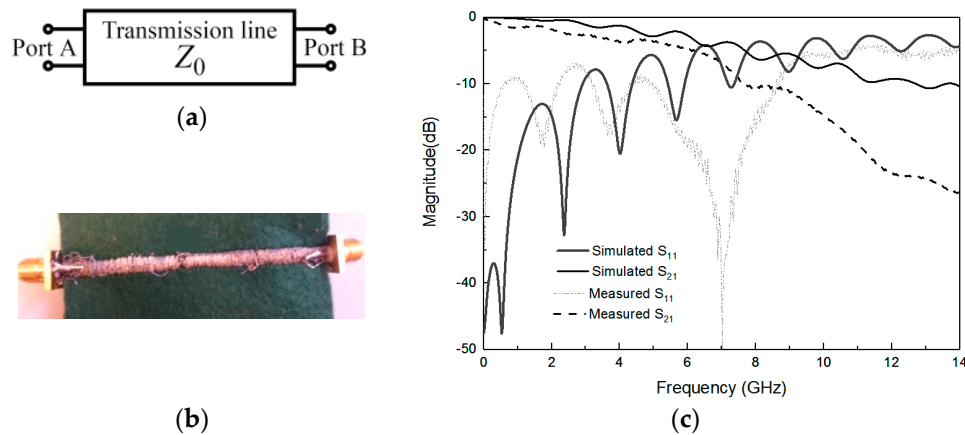 (a)
Port A
Transmission line
Z0
Port B
(b)
Magnitude(dB)
0
-10
-20
-30
-40
-50
Simulated S11
Simulated S21
Measured S11
Measured S21
0 2 4 6 8 10 12 14
Frequency (GHz)
(c)